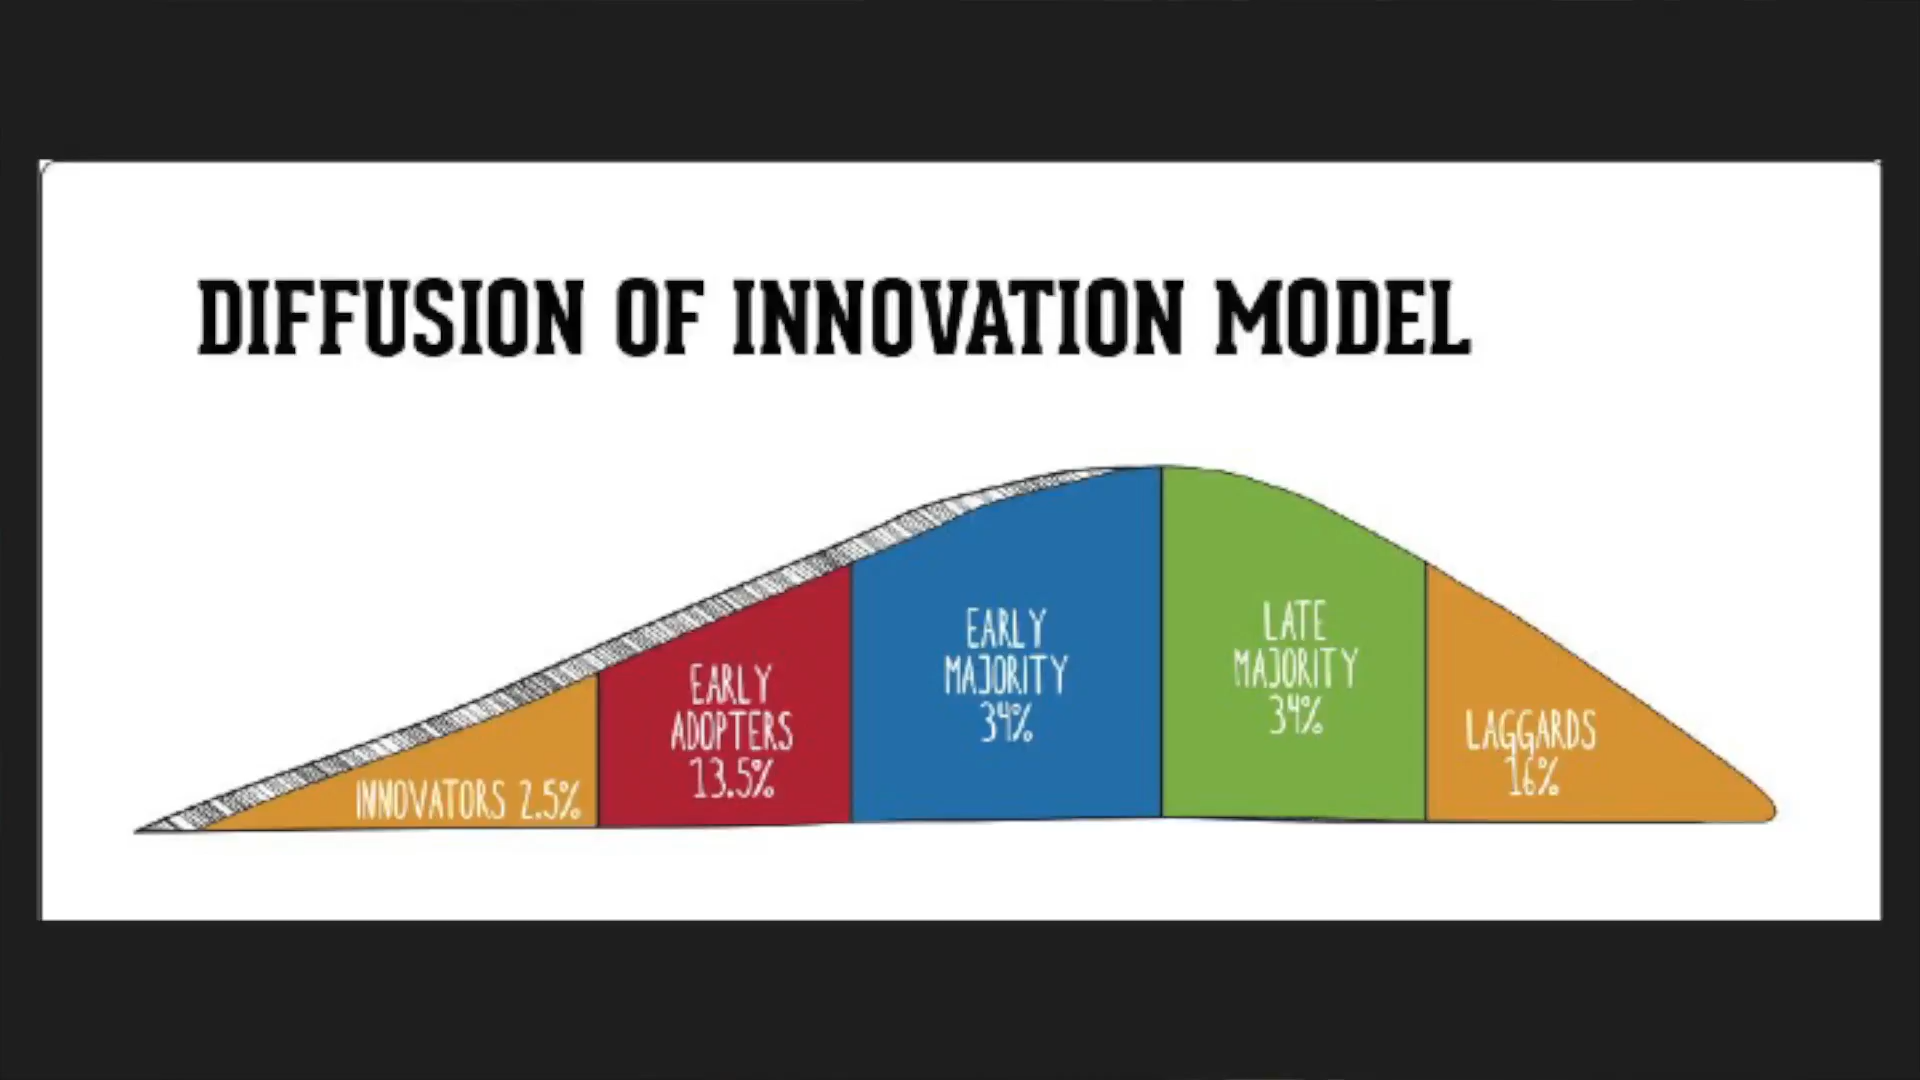 DIFFUSION OF INNOVATION MODEL
INNOVATORS 2.5%
EARLY
ADOPTERS
13.5%
EARLY
MAJORITY
34%
LATE
MAJORITY
34%
LAGGARDS
16%